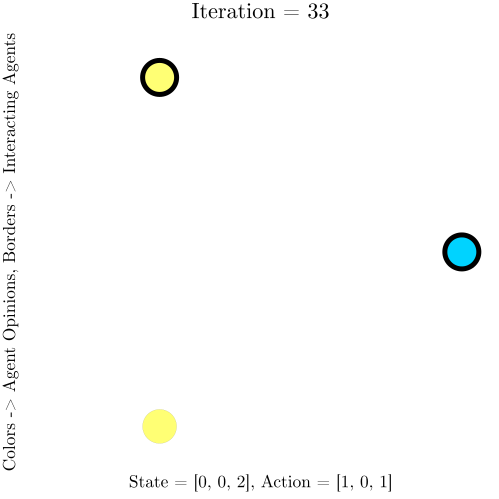 Iteration = 33
Colors -> Agent Opinions, Borders -> Interacting Agents
State = [0, 0, 2], Action = [1, 0, 1]